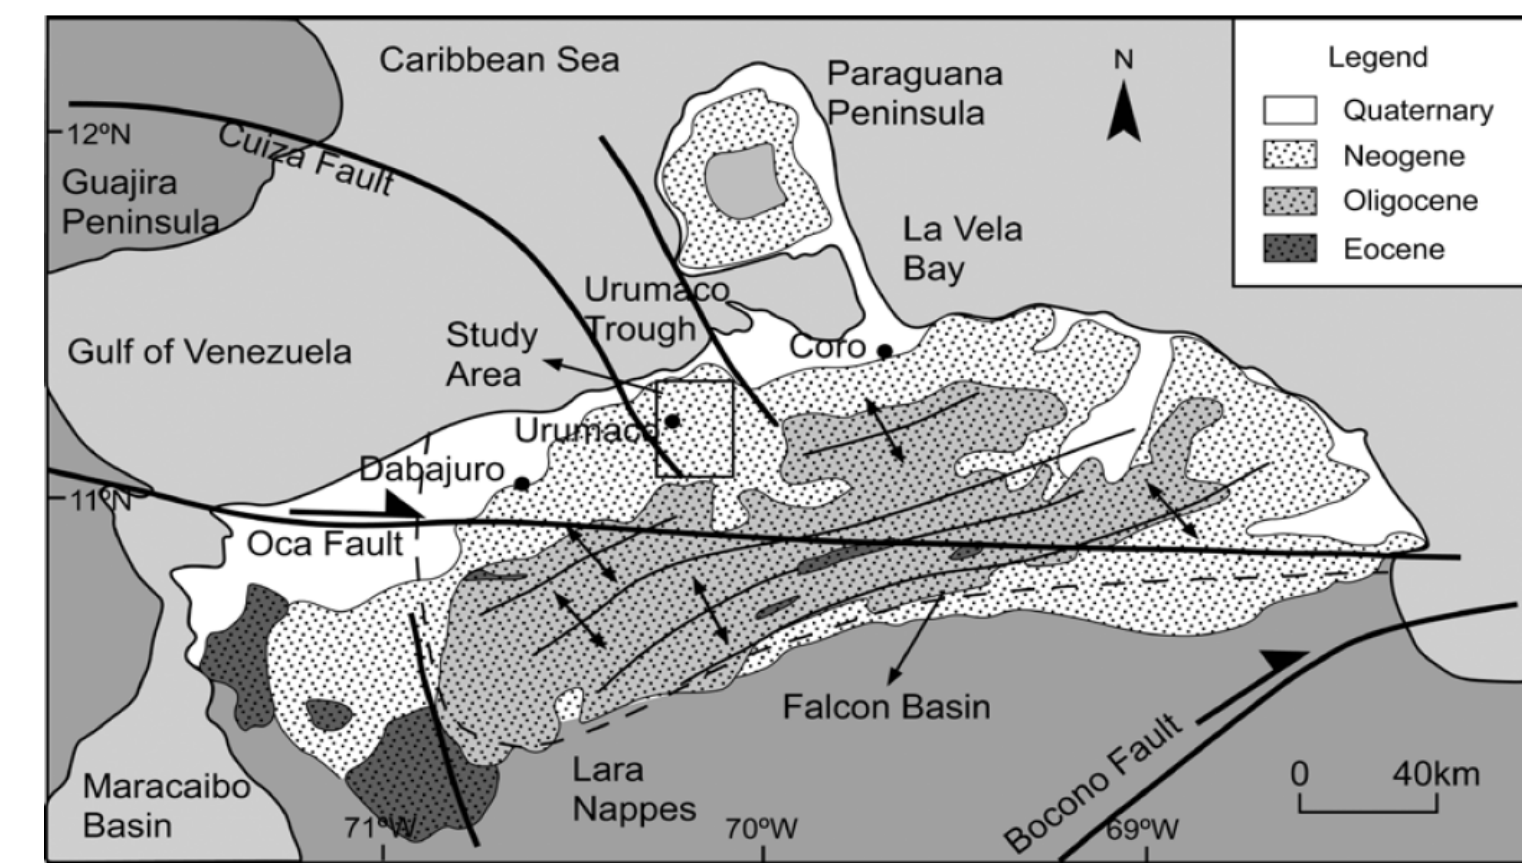 Caribbean Sea
Paraguana
Peninsula
N
Legend
Quaternary
Neogene
Oligocene
Eocene
12ºN
Cuiza Fault
Guajira
Peninsula
La Vela
Bay
Urumaco
Trough
Study
Area
Gulf of Venezuela
Coro
Urumaco
Dabajuro
11ºN
Oca Fault
Falcon Basin
Lara
Nappes
Bocono Fault
0 40km
Maracaibo
Basin
71ºW
70ºW
69ºW